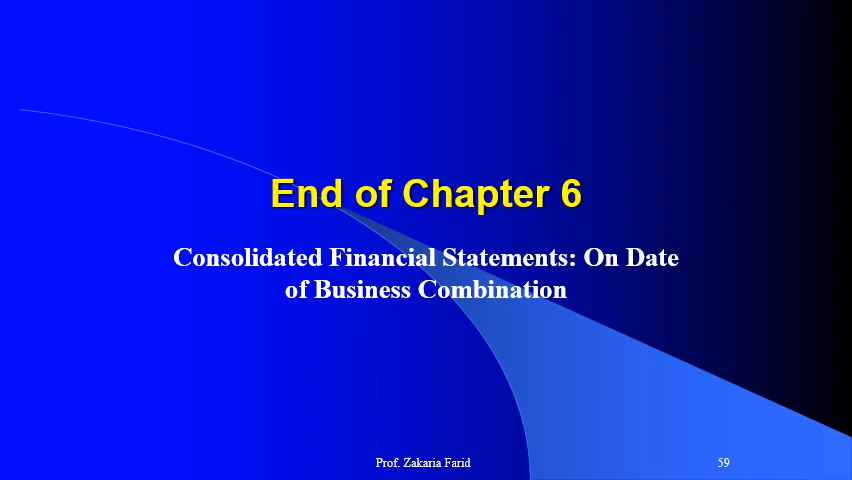 End of Chapter 6
Consolidated Financial Statements: On Date
of Business Combination
Prof. Zakaria Farid
59